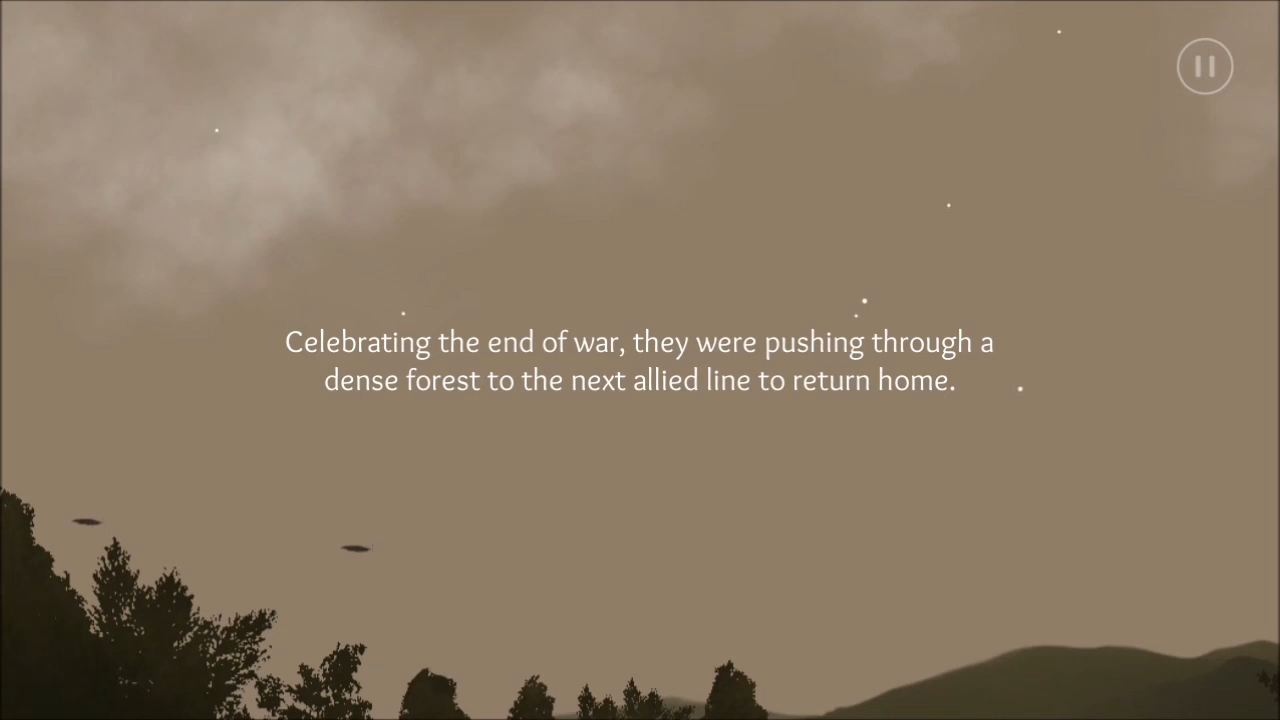 Celebrating the end of war, they were pushing through a
dense forest to the next allied line to return home.